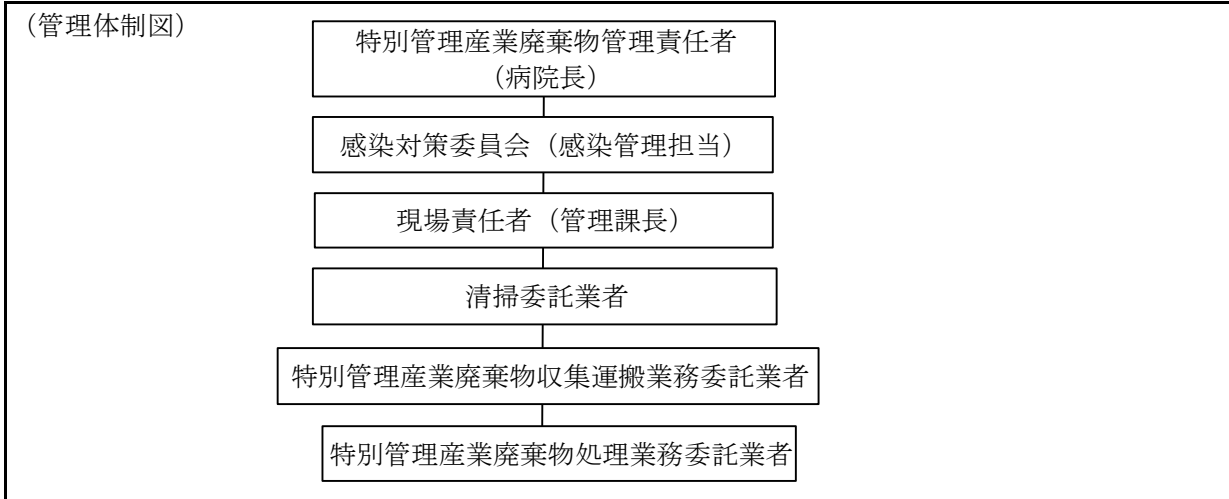 (管理体制図)
特別管理産業廃棄物管理責任者
(病院長)
感染対策委員会(感染管理担当)
現場責任者(管理課長)
清掃委託業者
特別管理産業廃棄物収集運搬業務委託業者
特別管理産業廃棄物処理業務委託業者